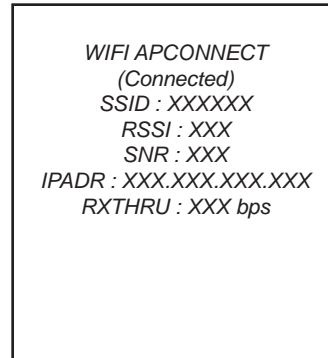 WIFI APCONNECT
(Connected)
SSID : XXXXXX
RSSI : XXX
SNR : XXX
IPADR : XXX.XXX.XXX.XXX
RXTHRU : XXX bps